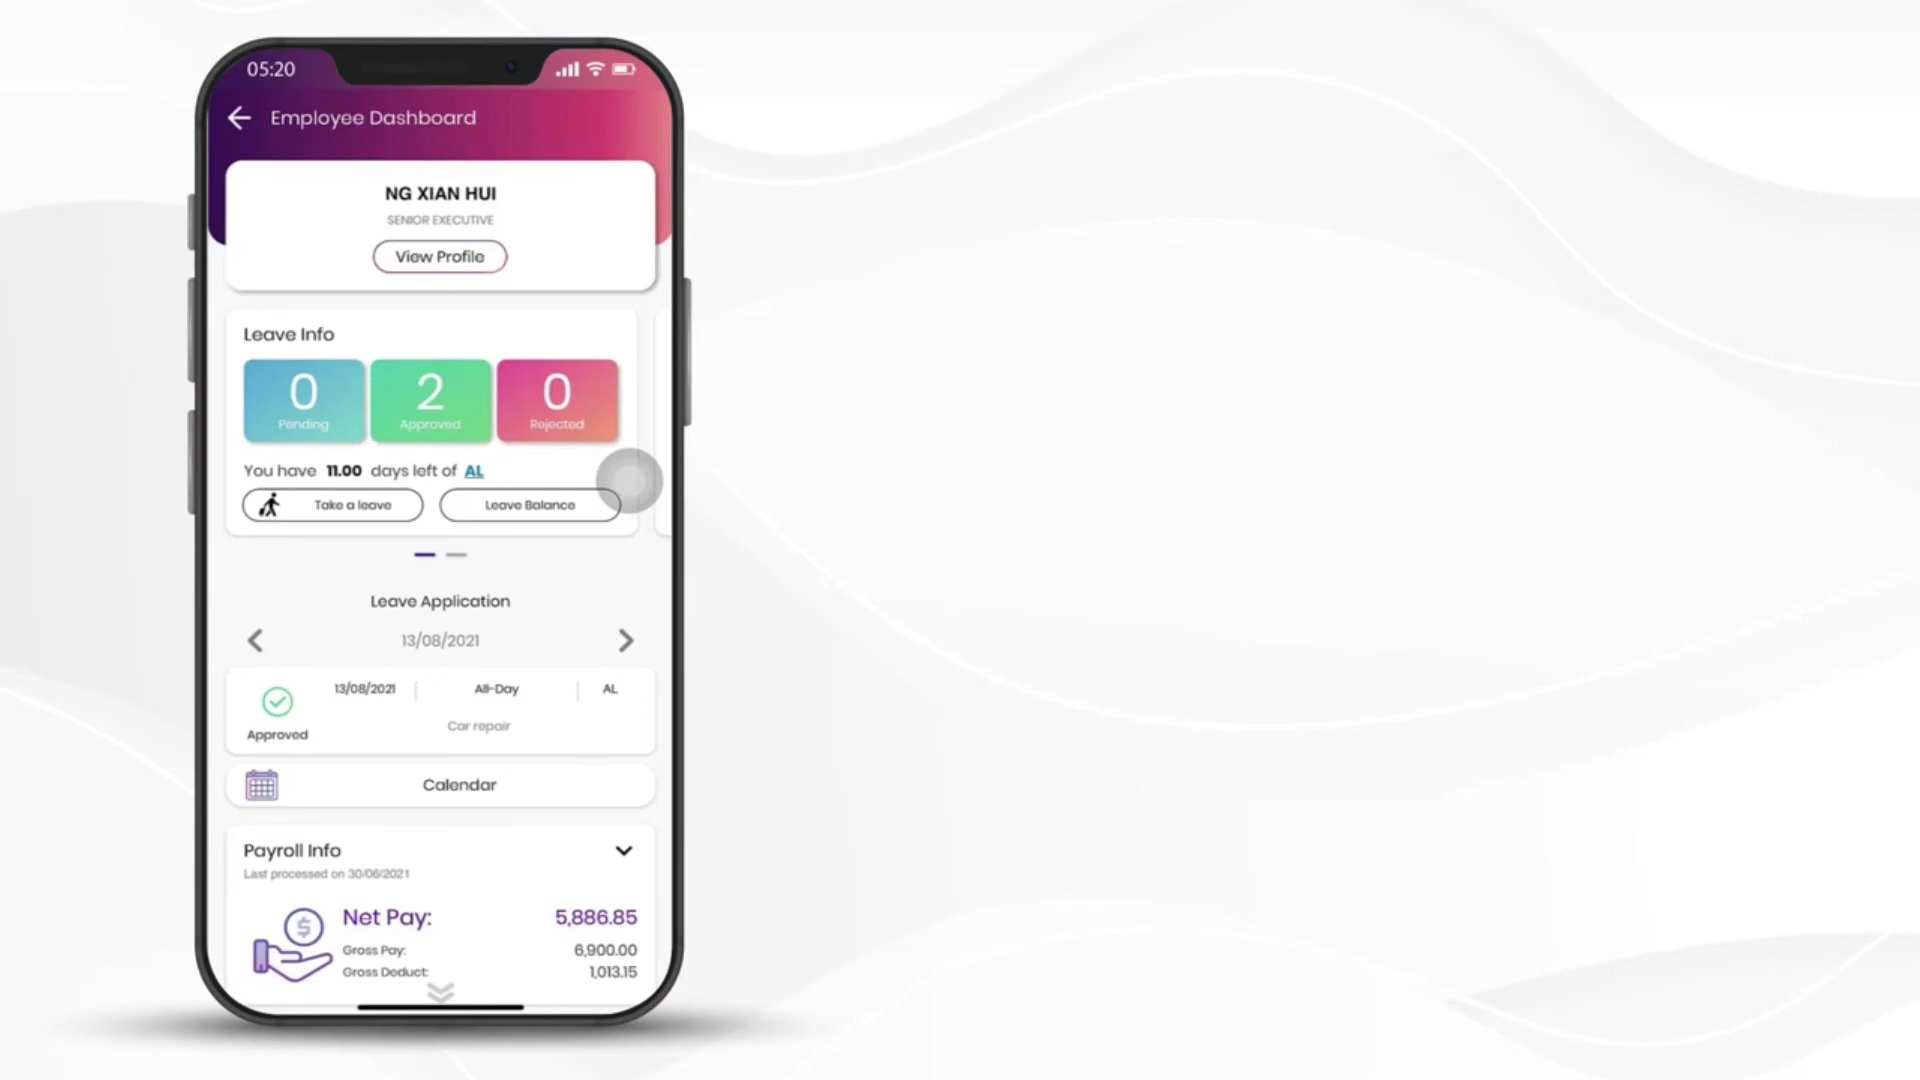 05:20
Employee Dashboard
NG XIAN HUI
SENIOR EXECUTIVE
View Profile
Leave Info
0 2 0
Pending Approved Rejected
You have 11.00 days left of AL
Take a leave Leave Balance
Leave Application
13/08/2021
13/08/2021 All-Day AL
Car repair
Approved
Calendar
Payroll Info
Last processed on 30/06/2021
Net Pay: 5,886.85
Gross Pay: 6,900.00
Gross Deduct: 1,013.15